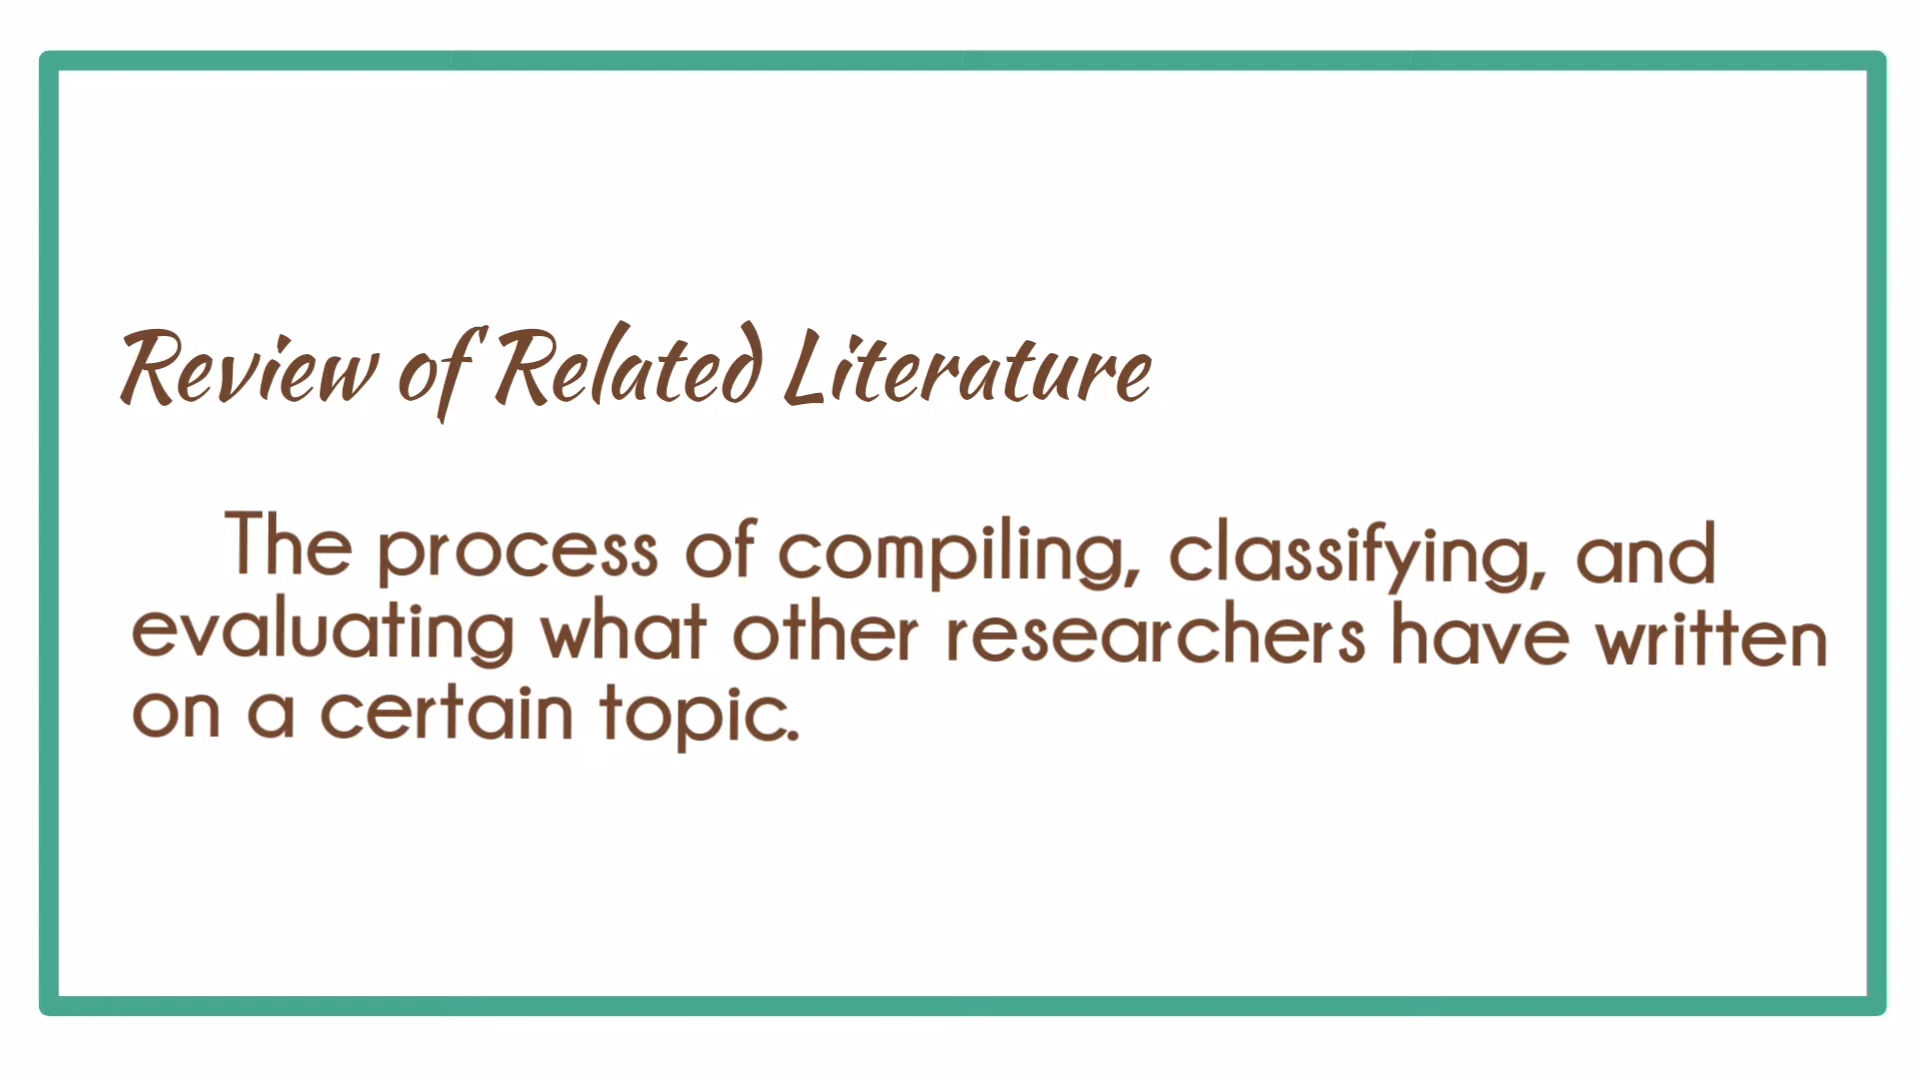 Review of Related Literature
The process of compiling, classifying, and
evaluating what other researchers have written
on a certain topic.